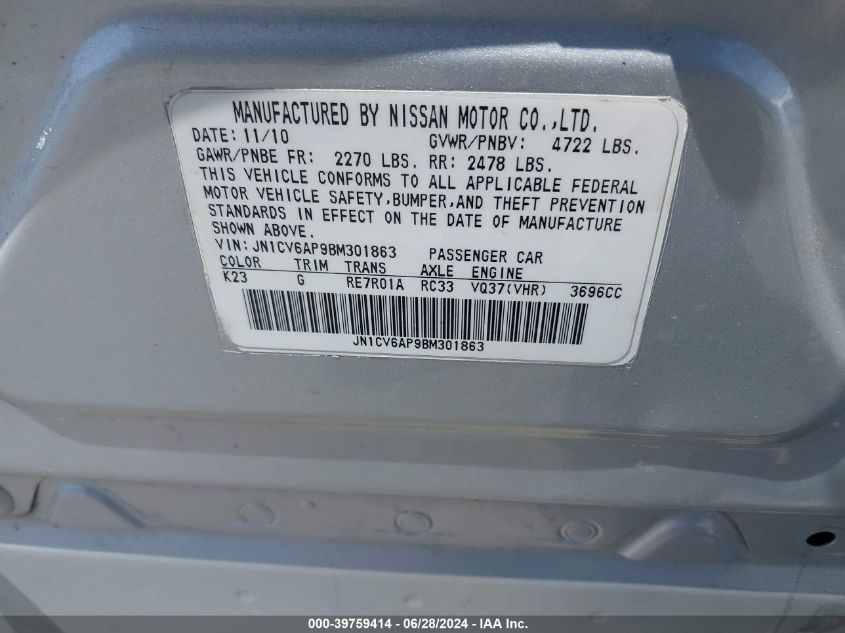 MANUFACTURED BY NISSAN MOTOR CO.,LTD.
DATE: 11/10 GVWR/PNBV: 4722 LBS.
GAWR/PNBE FR: 2270 LBS. RR: 2478 LBS.
THIS VEHICLE CONFORMS TO ALL APPLICABLE FEDERAL
MOTOR VEHICLE SAFETY,BUMPER,AND THEFT PREVENTION
STANDARDS IN EFFECT ON THE DATE OF MANUFACTURE
SHOWN ABOVE.
VIN:JN1CV6AP9BM301863 PASSENGER CAR
COLOR TRIM TRANS AXLE ENGINE
K23 G RE7R01A RC33 VQ37(VHR) 3696CC
JN1CV6AP9BM301863
000-39759414 / 06/28/2024 - IAA Inc.